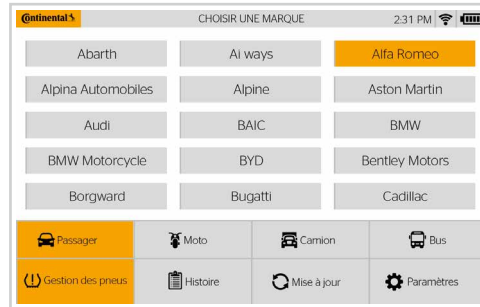 Continental
CHOISIR UNE MARQUE
2:31 PM
Abarth
Ai ways
Alfa Romeo
Alpina Automobiles
Alpine
Aston Martin
Audi
BAIC
BMW
BMW Motorcycle
BYD
Bentley Motors
Borgward
Bugatti
Cadillac
Passager
Moto
Camion
Bus
Gestion des pneus
Histoire
Mise à jour
Paramètres